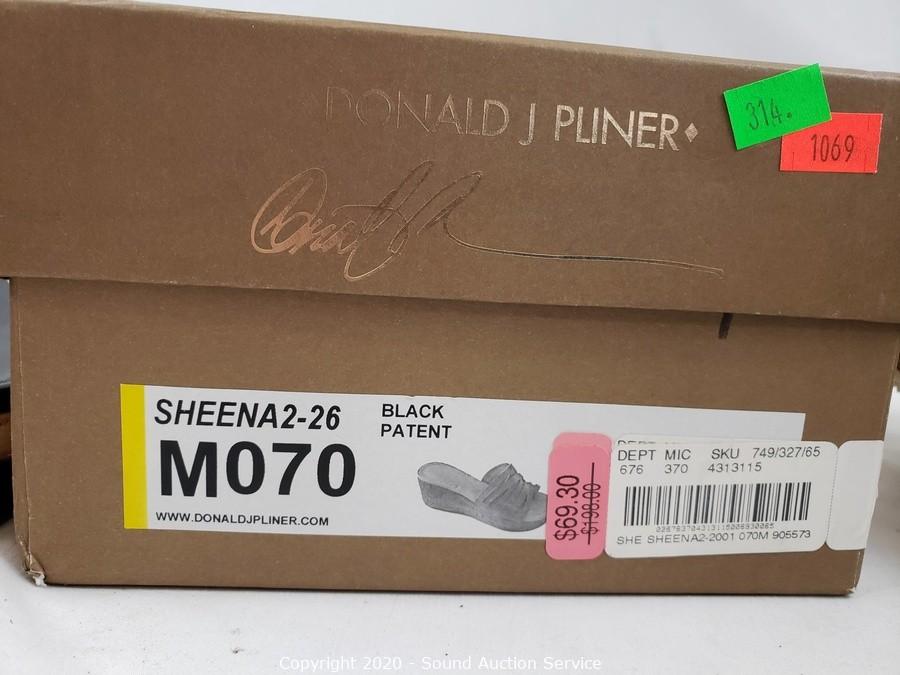 DONALD J PLINER
314.
1069
SHEENA2-26
BLACK
PATENT
M070
WWW.DONALDJPLINER.COM
$69.30
$198.00
DEPT MIC SKU 749/327/65
676 370 4313115
SHE SHEENA2-2001 070M 905573
Copyright 2020 - Sound Auction Service